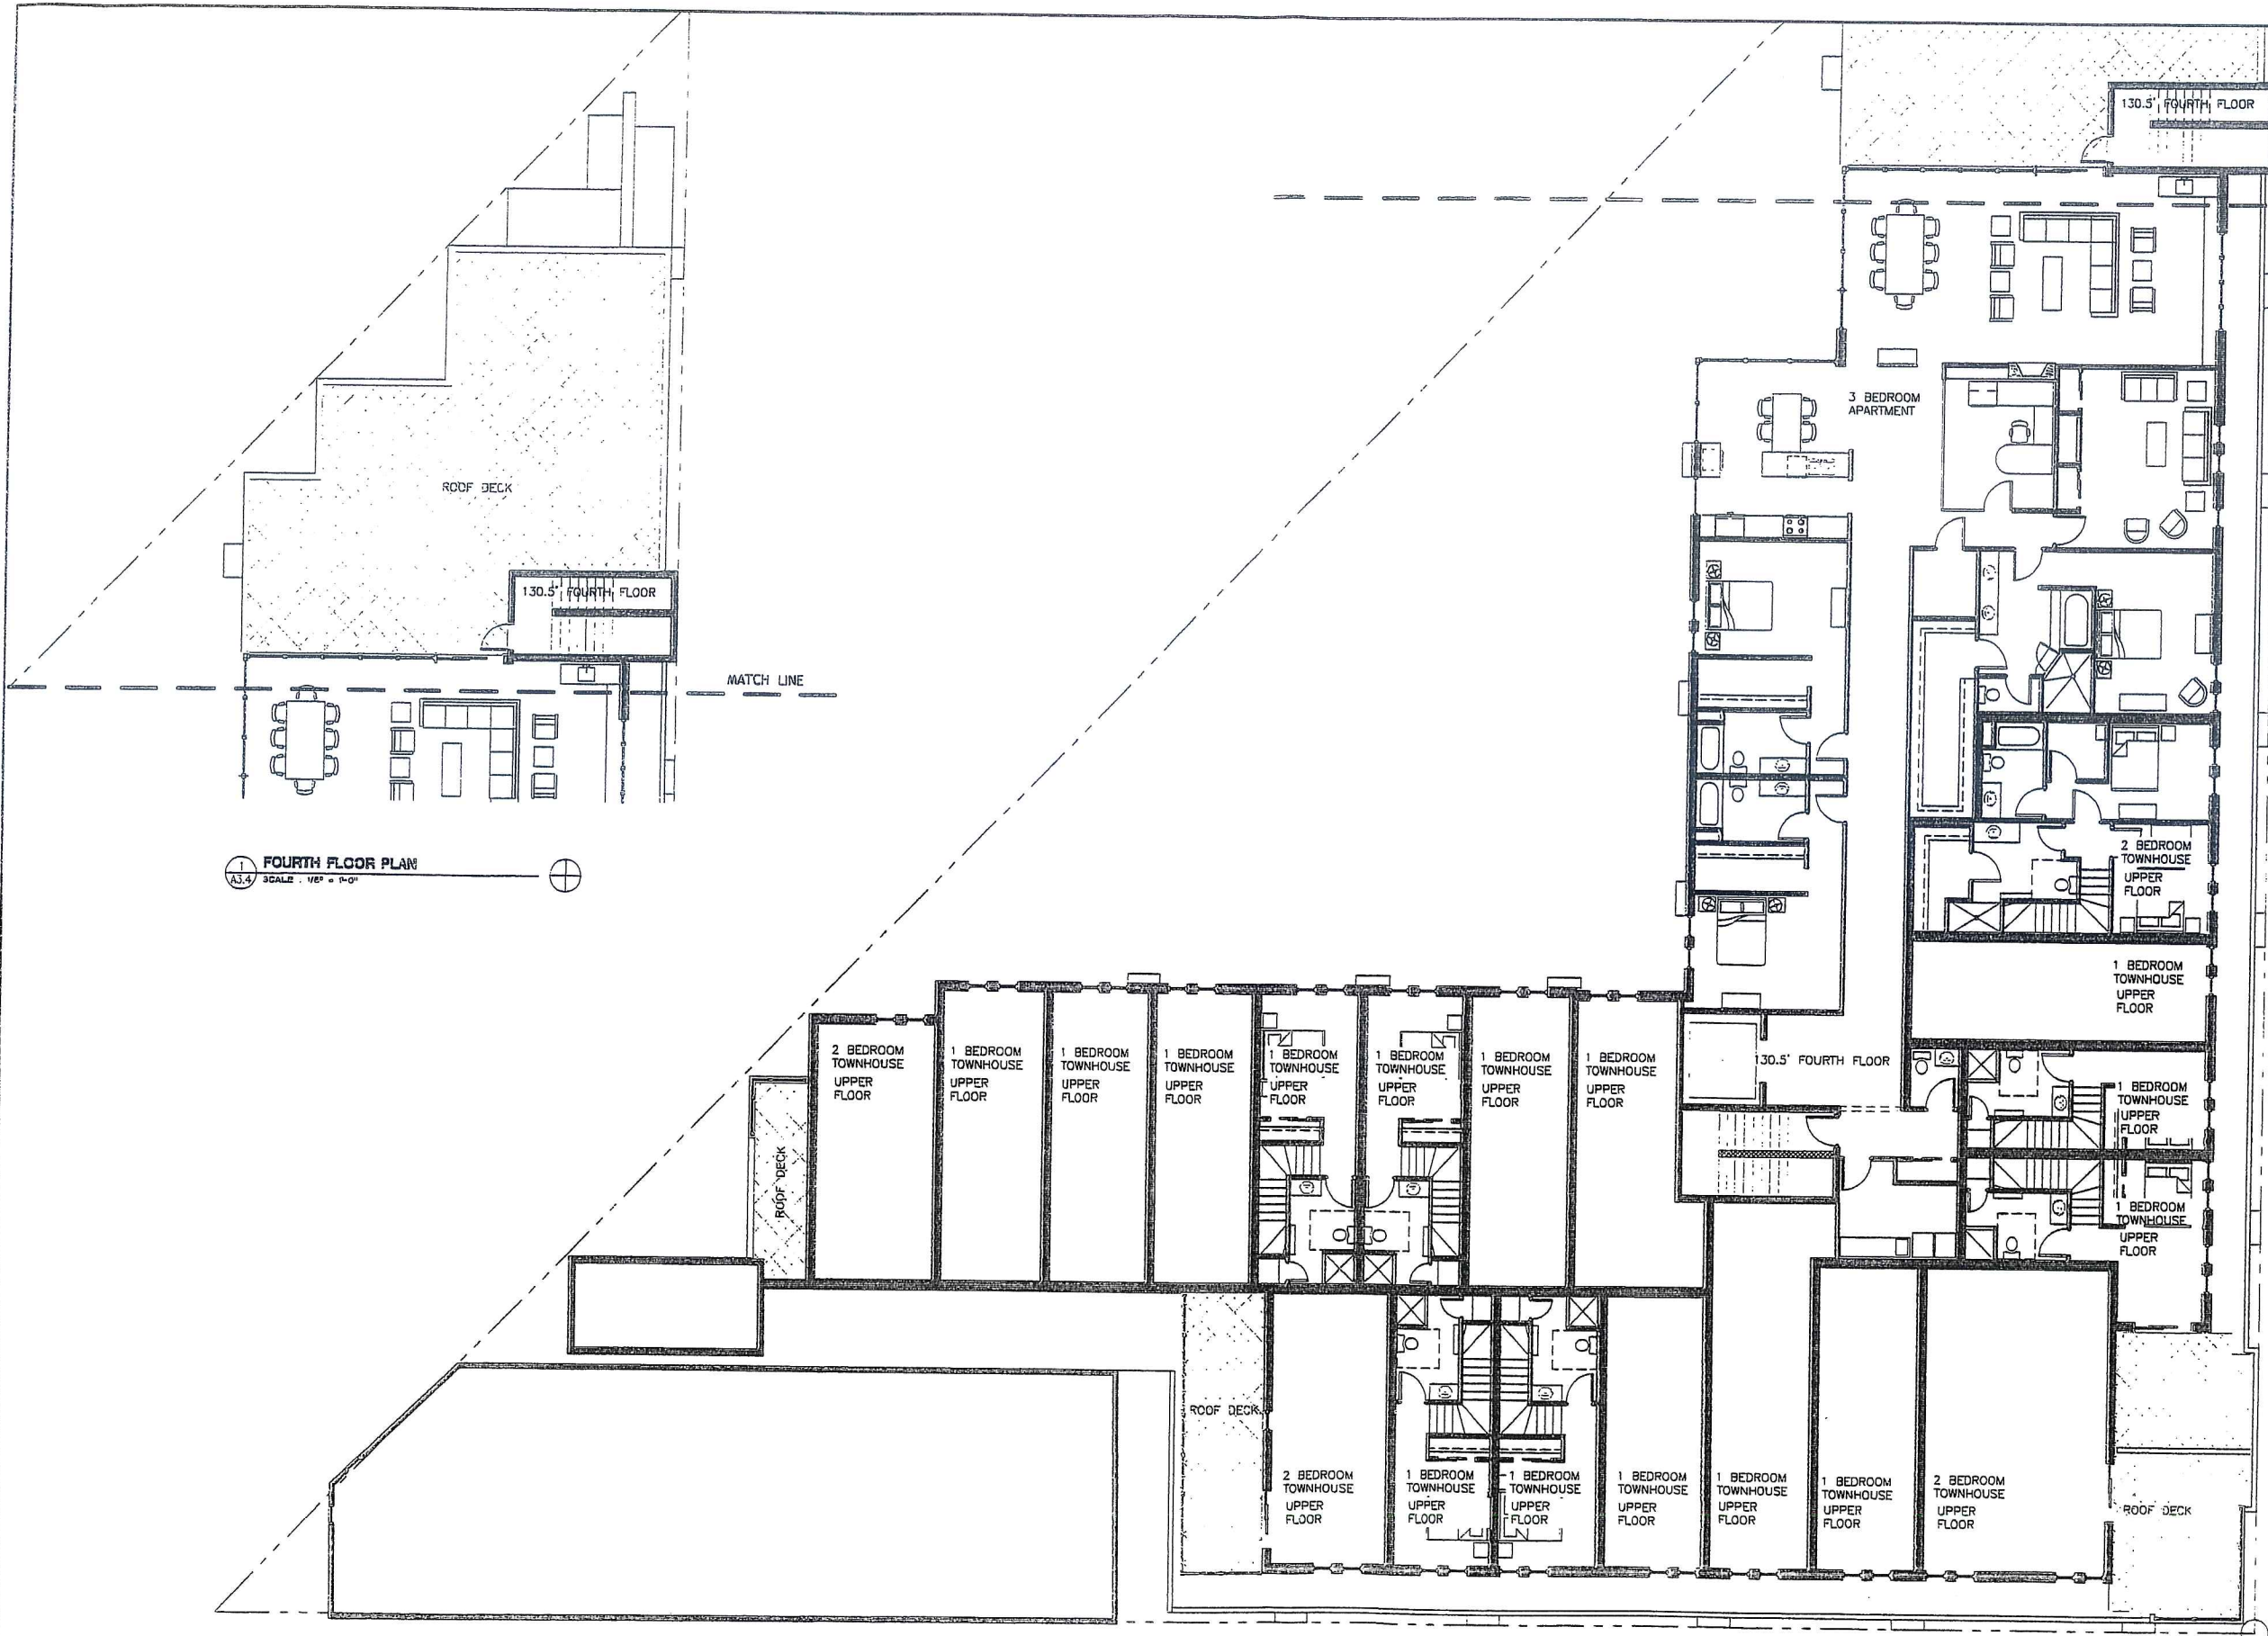 130.5' FOURTH FLOOR
3 BEDROOM
APARTMENT
ROOF DECK
130.5' FOURTH FLOOR
MATCH LINE
1
A3.4
FOURTH FLOOR PLAN
SCALE : 1/8" = 1'-0"
2 BEDROOM
TOWNHOUSE
UPPER
FLOOR
1 BEDROOM
TOWNHOUSE
UPPER
FLOOR
2 BEDROOM
TOWNHOUSE
UPPER
FLOOR
1 BEDROOM
TOWNHOUSE
UPPER
FLOOR
1 BEDROOM
TOWNHOUSE
UPPER
FLOOR
1 BEDROOM
TOWNHOUSE
UPPER
FLOOR
1 BEDROOM
TOWNHOUSE
UPPER
FLOOR
1 BEDROOM
TOWNHOUSE
UPPER
FLOOR
1 BEDROOM
TOWNHOUSE
UPPER
FLOOR
1 BEDROOM
TOWNHOUSE
UPPER
FLOOR
130.5' FOURTH FLOOR
1 BEDROOM
TOWNHOUSE
UPPER
FLOOR
ROOF DECK
1 BEDROOM
TOWNHOUSE
UPPER
FLOOR
ROOF DECK
2 BEDROOM
TOWNHOUSE
UPPER
FLOOR
1 BEDROOM
TOWNHOUSE
UPPER
FLOOR
1 BEDROOM
TOWNHOUSE
UPPER
FLOOR
1 BEDROOM
TOWNHOUSE
UPPER
FLOOR
1 BEDROOM
TOWNHOUSE
UPPER
FLOOR
1 BEDROOM
TOWNHOUSE
UPPER
FLOOR
2 BEDROOM
TOWNHOUSE
UPPER
FLOOR
ROOF DECK